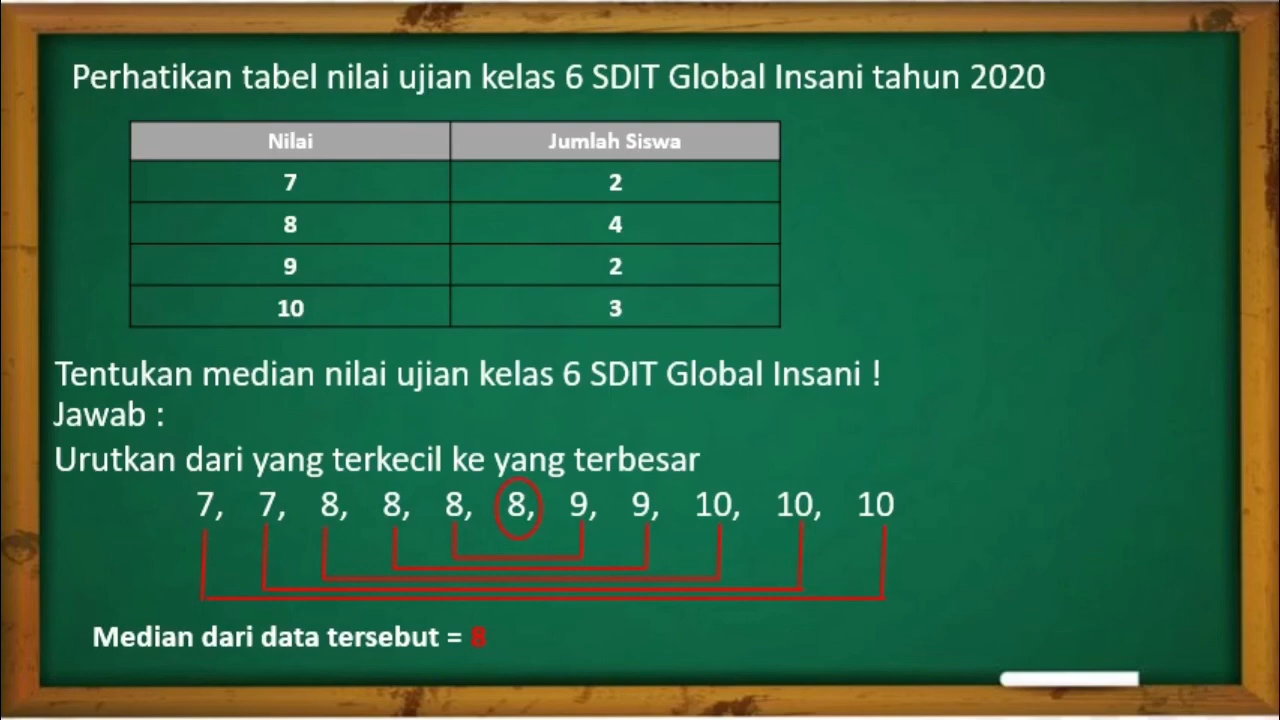 Perhatikan tabel nilai ujian kelas 6 SDIT Global Insani tahun 2020
Nilai Jumlah Siswa
7 2
8 4
9 2
10 3
Tentukan median nilai ujian kelas 6 SDIT Global Insani !
Jawab :
Urutkan dari yang terkecil ke yang terbesar
7, 7, 8, 8, 8, 8, 9, 9, 10, 10, 10
Median dari data tersebut = 8